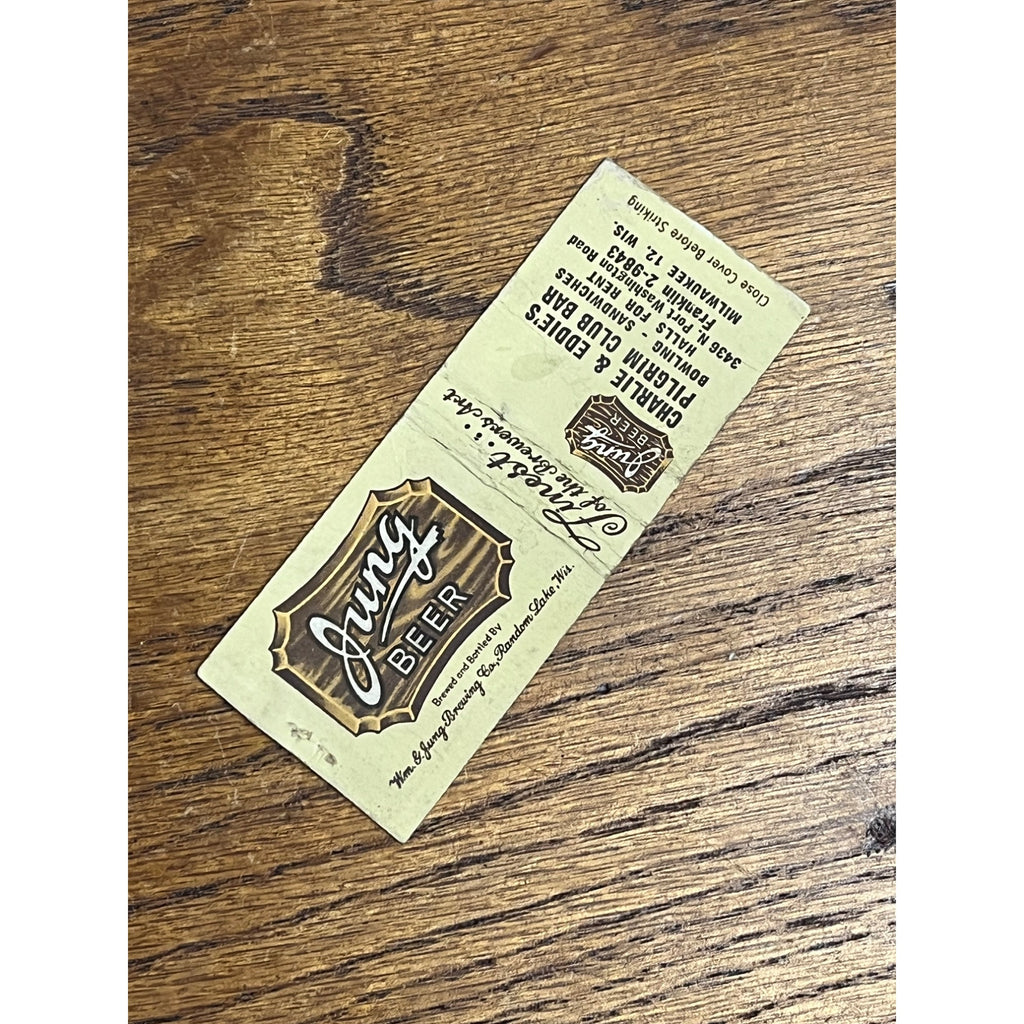 Jung
BEER
Brewed and Bottled By
Wm. G. Jung Brewing Co., Random Lake, Wis.
Finest...
of the Brewers Art
Jung
BEER
CHARLIE & EDDIE'S
PILGRIM CLUB BAR
BOWLING - SANDWICHES
HALLS FOR RENT
3436 N. Port Washington Road
Franklin 2-9843
MILWAUKEE 12, WIS.
Close Cover Before Striking